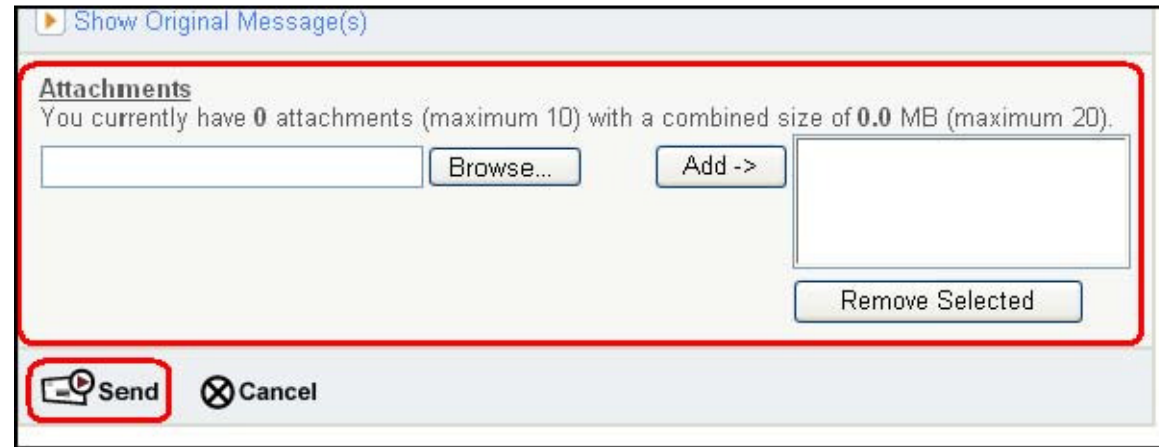 Show Original Message(s)
Attachments
You currently have 0 attachments (maximum 10) with a combined size of 0.0 MB (maximum 20).
Browse... Add ->
Remove Selected
Send Cancel